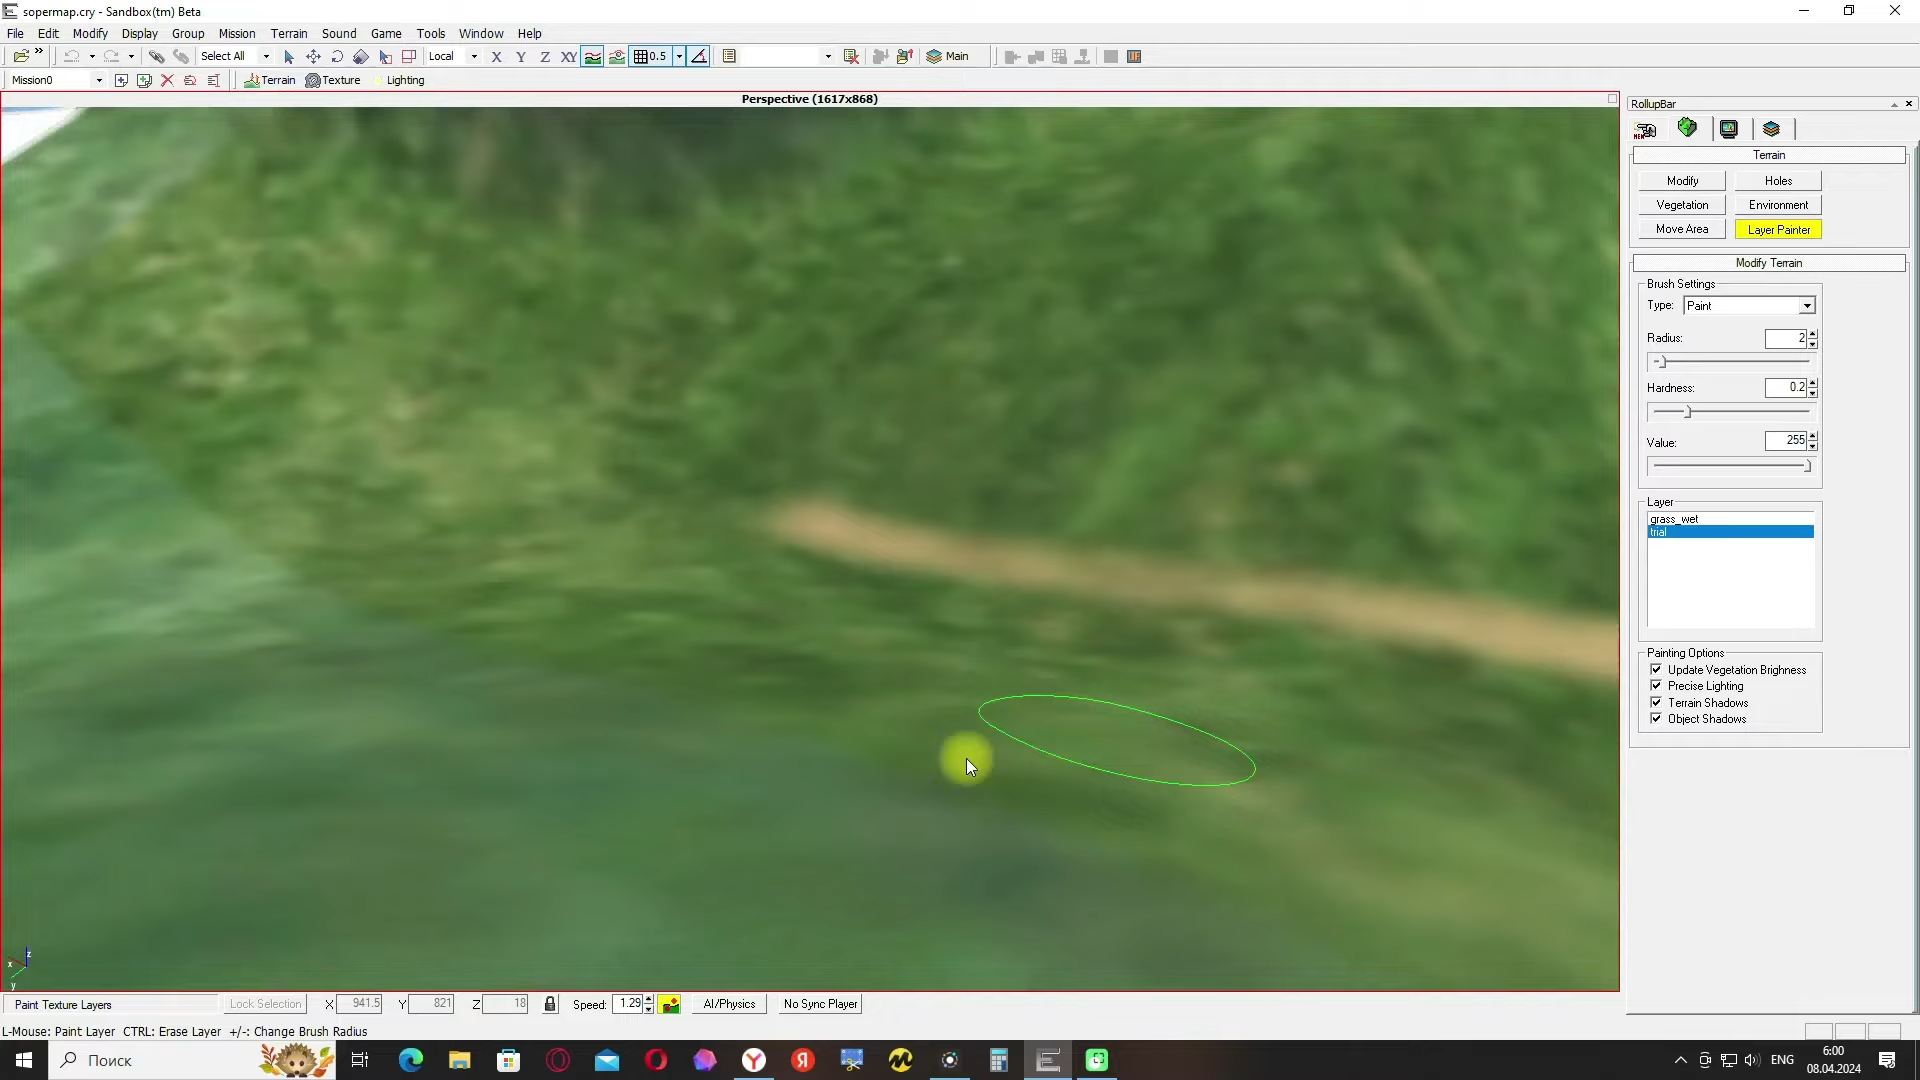 sopermap.cry - Sandbox(tm) Beta
File Edit Modify Display Group Mission Terrain Sound Game Tools Window Help
Select All Local X Y Z XY 0.5 Main
Mission0 Terrain Texture Lighting
Perspective (1617x868)
RollupBar
NEW
Terrain
Modify Holes
Vegetation Environment
Move Area Layer Painter
Modify Terrain
Brush Settings
Type: Paint
Radius: 2
Hardness: 0.2
Value: 255
Layer
grass_wet
trial
Painting Options
Update Vegetation Brighness
Precise Lighting
Terrain Shadows
Object Shadows
z
x
y
Paint Texture Layers Lock Selection X 941.5 Y 821 Z 18 Speed: 1.29 AI/Physics No Sync Player
L-Mouse: Paint Layer CTRL: Erase Layer +/-: Change Brush Radius
Поиск Y Я ENG 6:00
08.04.2024